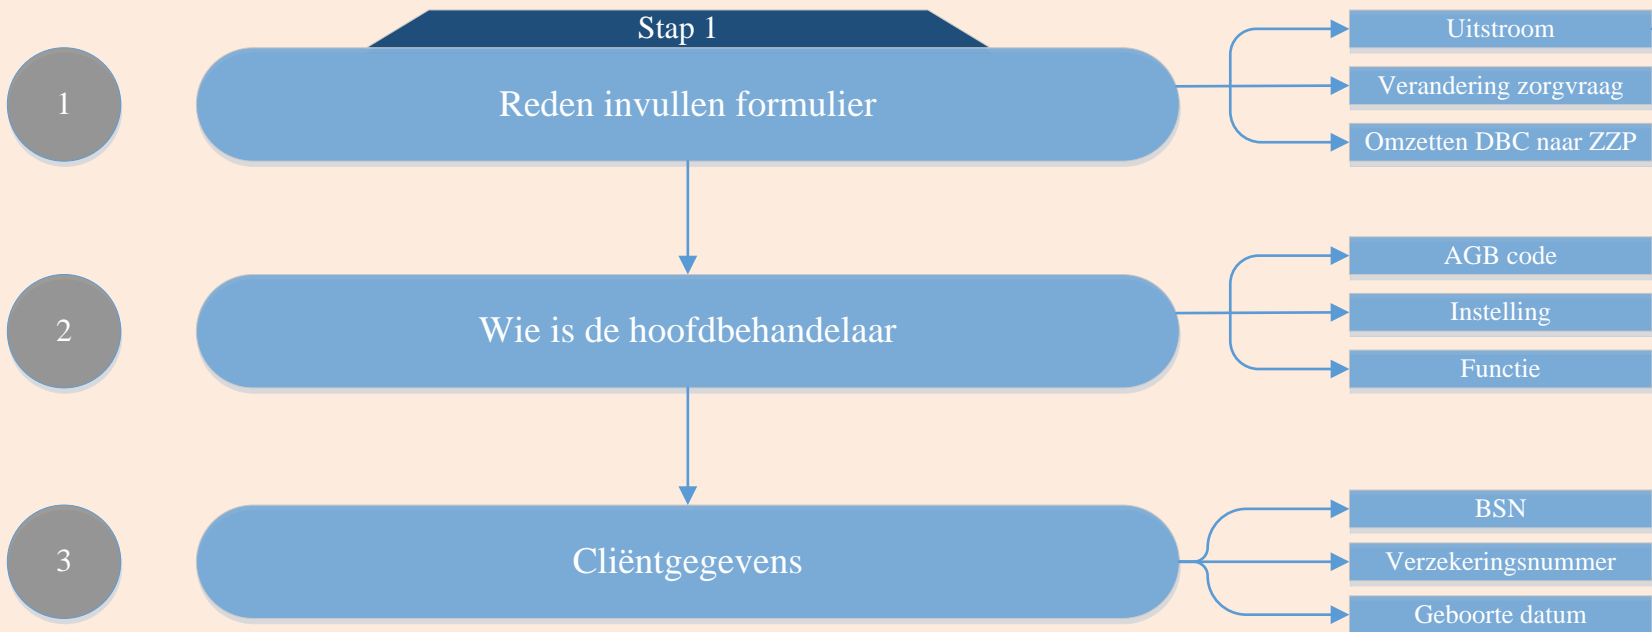 Stap 1
1
Reden invullen formulier
Uitstroom
Verandering zorgvraag
Omzetten DBC naar ZZP
2
Wie is de hoofdbehandelaar
AGB code
Instelling
Functie
3
Cliëntgegevens
BSN
Verzekeringsnummer
Geboorte datum